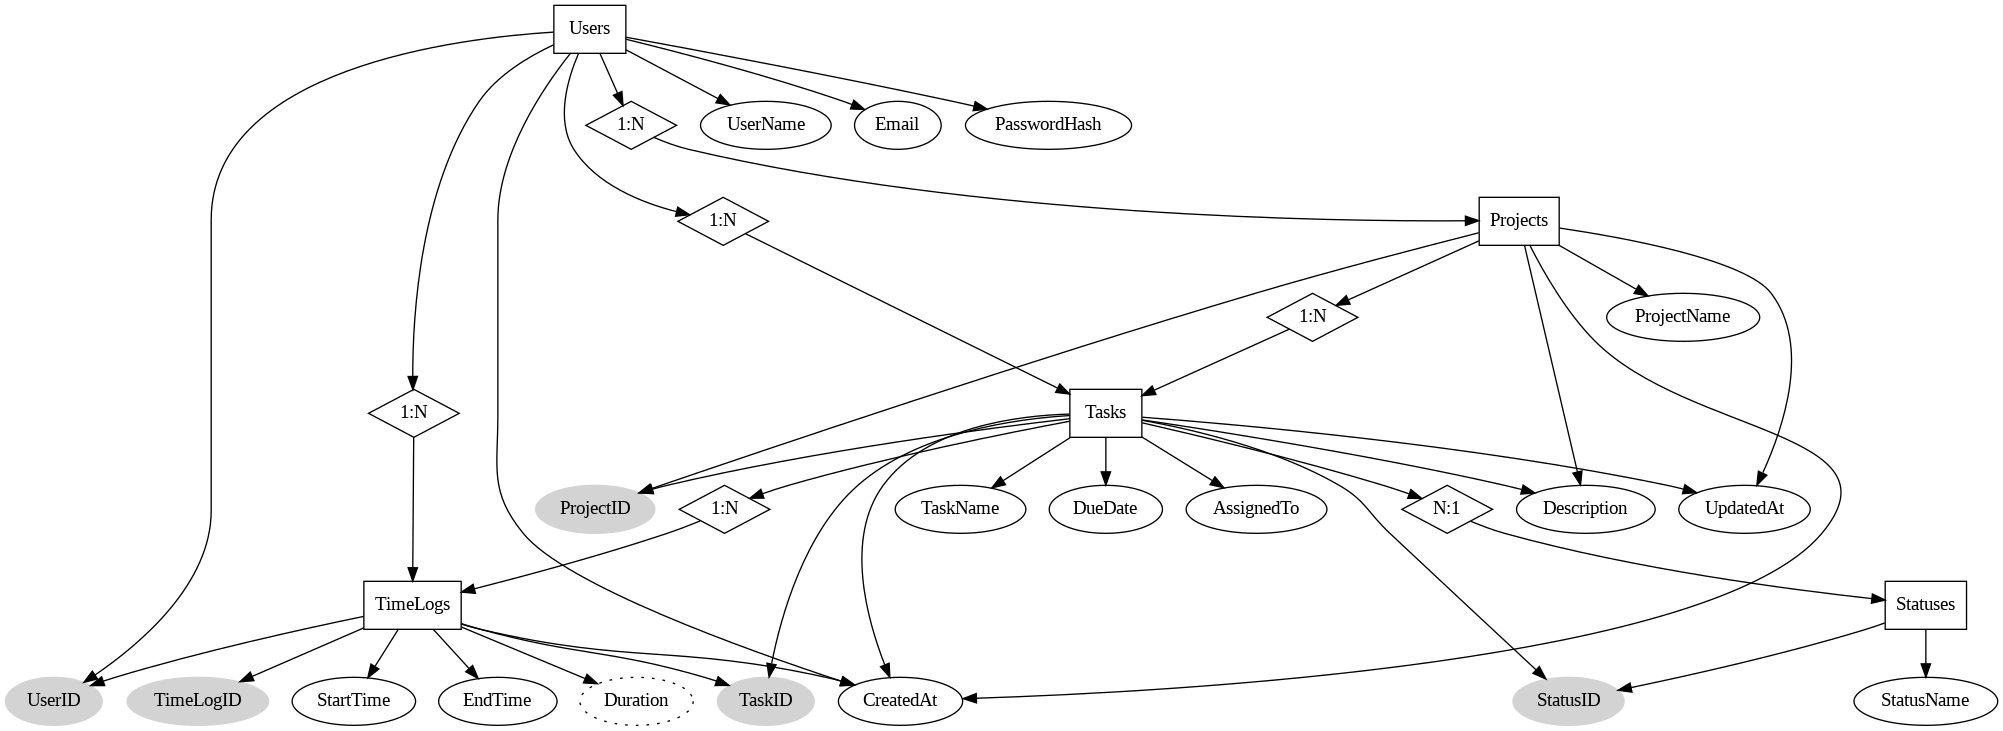 Users
1:N
UserName
Email
PasswordHash
1:N
Projects
1:N
ProjectName
1:N
Tasks
ProjectID
1:N
TaskName
DueDate
AssignedTo
N:1
Description
UpdatedAt
TimeLogs
Statuses
UserID
TimeLogID
StartTime
EndTime
Duration
TaskID
CreatedAt
StatusID
StatusName